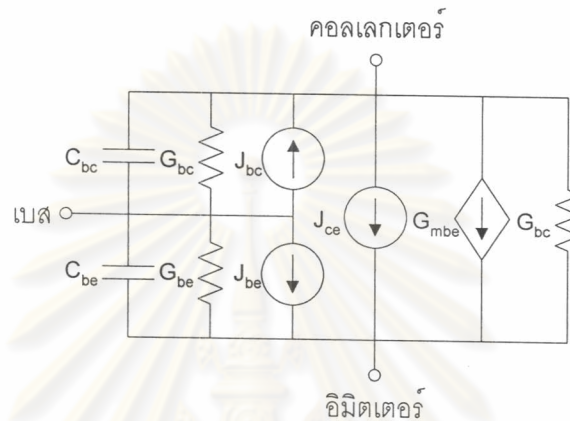 คอลเลกเตอร์
C_bc G_bc J_bc
เบส J_ce G_mbe G_bc
C_be G_be J_be
อิมิตเตอร์